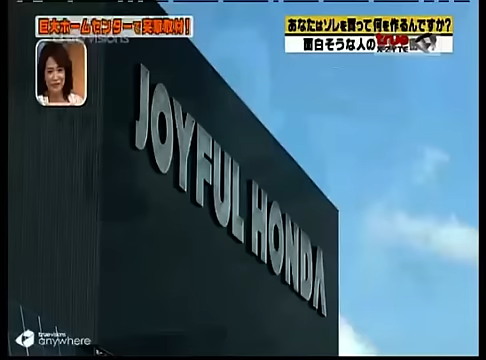 巨大ホームセンターで突撃取材！
あなたはソレを買って何を作るんですか？
面白そうな人の
true
JOYFUL HONDA
truevisions
anywhere